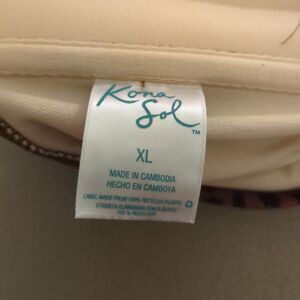 Kona
Sol
TM
XL
MADE IN CAMBODIA
HECHO EN CAMBOYA
LABEL MADE FROM 100% RECYCLED PLASTIC
ETIQUETA ELABORADA CON PLÁSTICO
100 % RECICLADO